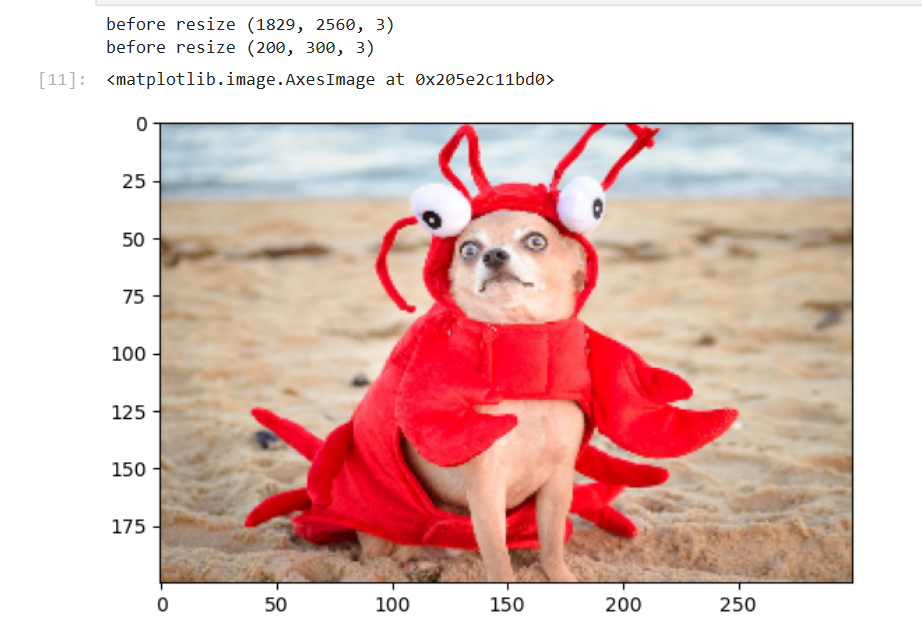 before resize (1829, 2560, 3)
before resize (200, 300, 3)
[11]: <matplotlib.image.AxesImage at 0x205e2c11bd0>
0
25
50
75
100
125
150
175
0 50 100 150 200 250